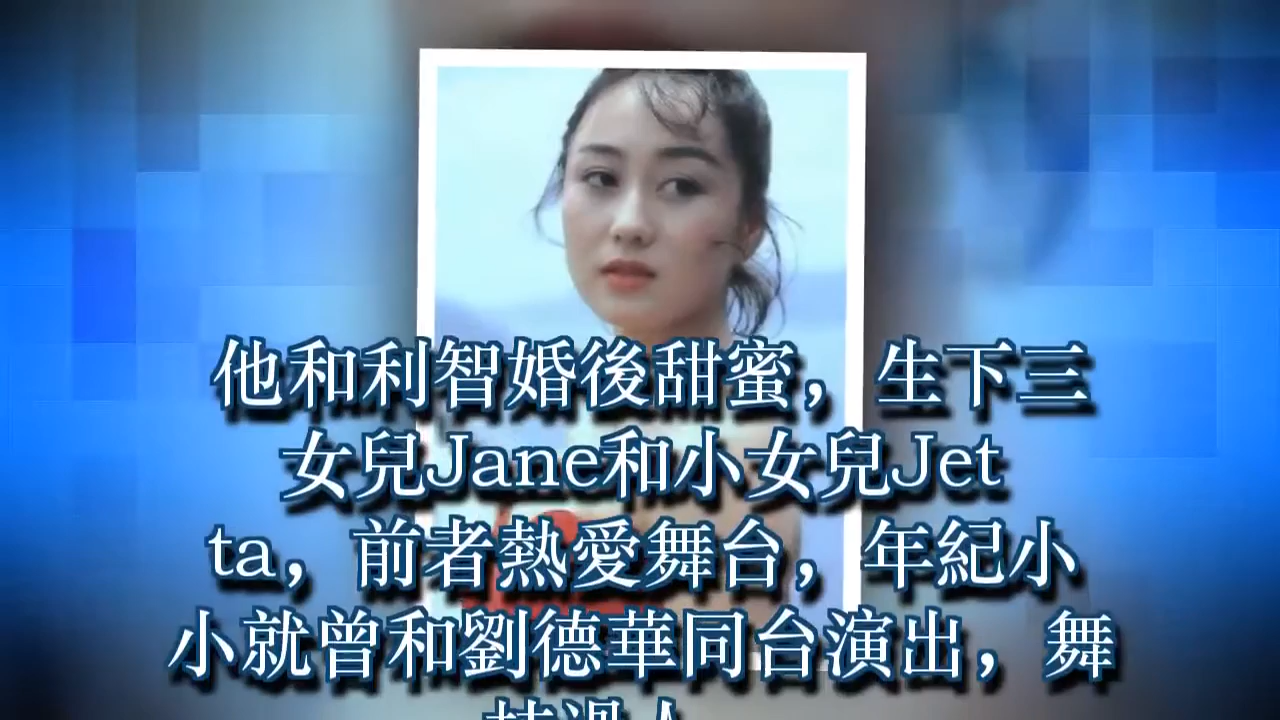 他和利智婚後甜蜜，生下三
女兒Jane和小女兒Jet
ta，前者熱愛舞台，年紀小
小就曾和劉德華同台演出，舞